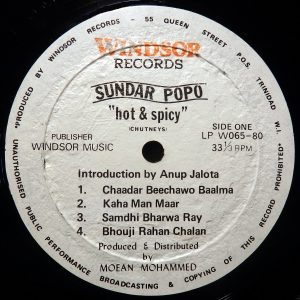 WINDSOR
RECORDS
SUNDAR POPO
"hot & spicy"
(CHUTNEYS)
PUBLISHER
WINDSOR MUSIC
SIDE ONE
LP W065-80
33⅓ RPM
Introduction by Anup Jalota
1. Chaadar Beechawo Baalma
2. Kaha Man Maar
3. Samdhi Bharwa Ray
4. Bhouji Rahan Chalan
Produced & Distributed
by
MOEAN MOHAMMED
*PRODUCED BY WINDSOR RECORDS - 55 QUEEN STREET P.O.S. TRINIDAD W.I.
*UNAUTHORISED PUBLIC PERFORMANCE BROADCASTING & COPYING OF THIS RECORD PROHIBITED